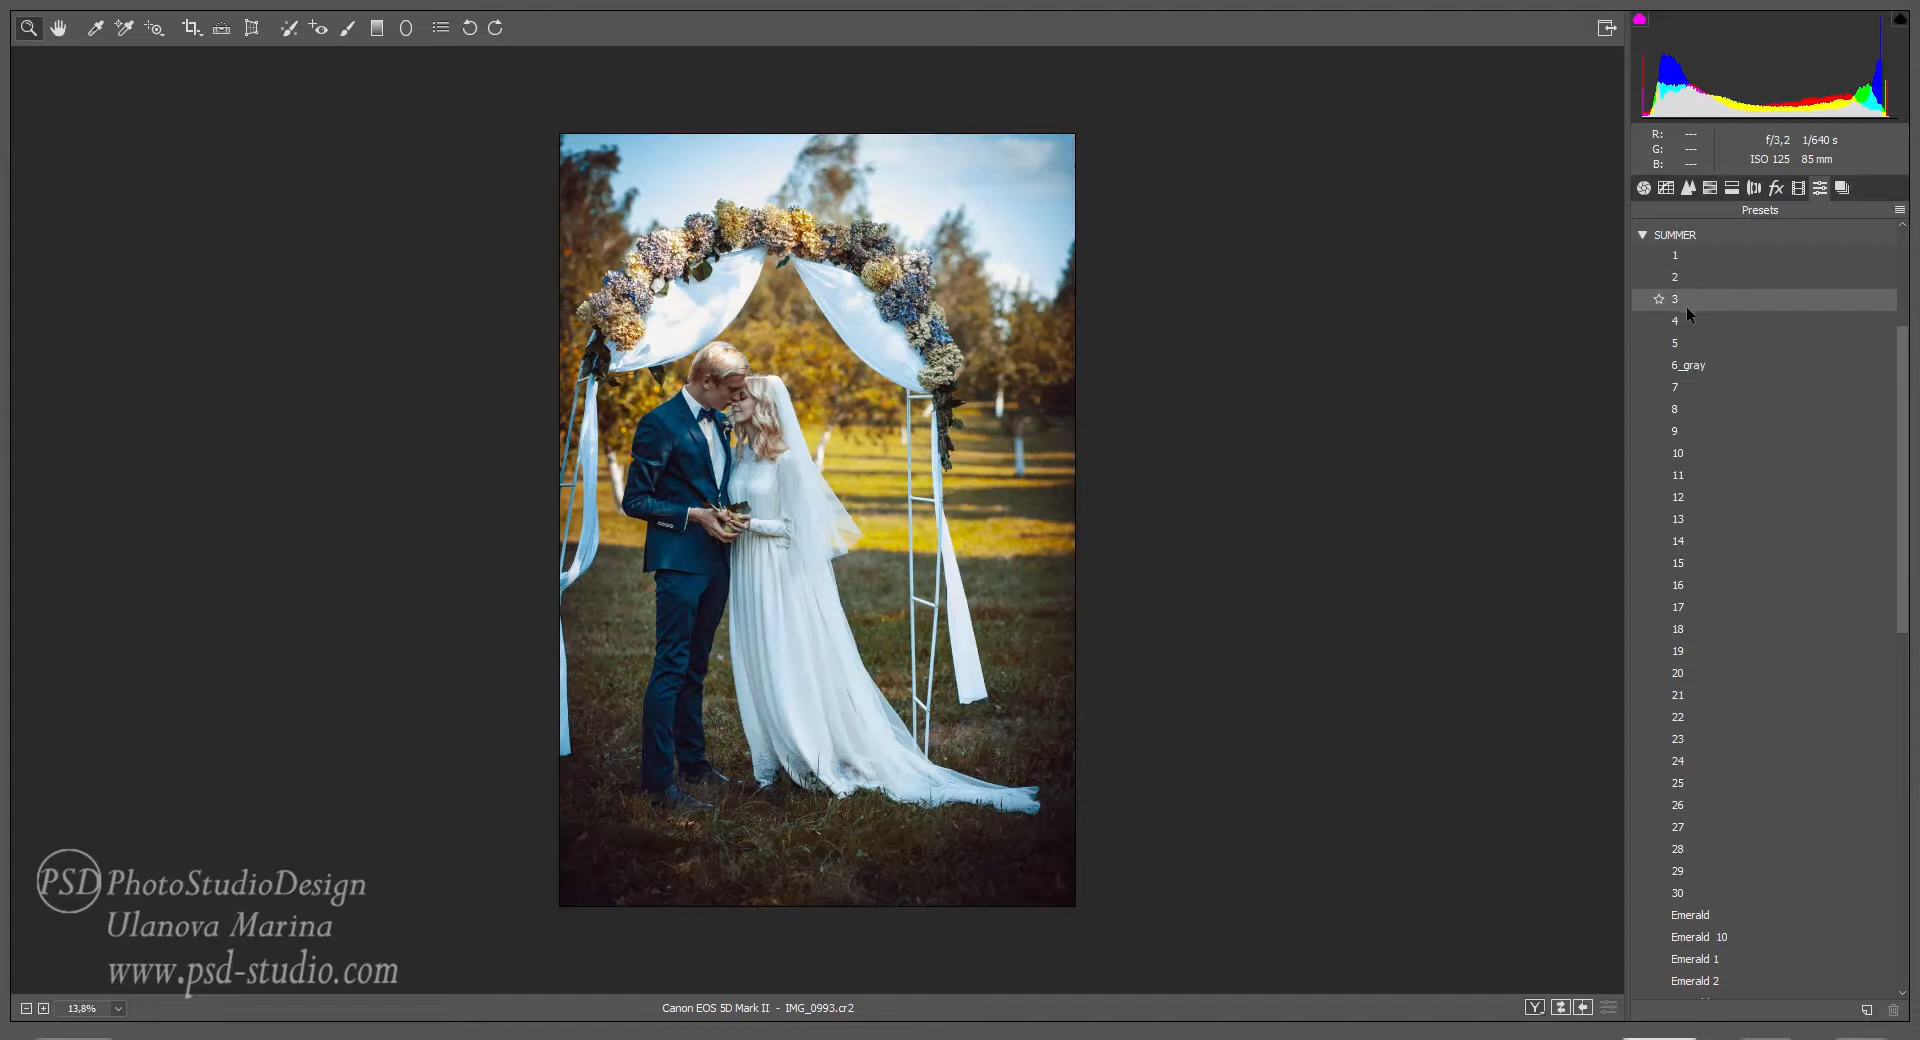 R: ---
G: ---
B: ---
f/3,2 1/640 s
ISO 125 85 mm
fx
Presets
SUMMER
1
2
3
4
5
6_gray
7
8
9
10
11
12
13
14
15
16
17
18
19
20
21
22
23
24
25
26
27
28
29
30
Emerald
Emerald 10
Emerald 1
Emerald 2
PSD PhotoStudioDesign
Ulanova Marina
www.psd-studio.com
13,8%
Canon EOS 5D Mark II - IMG_0993.cr2
Y